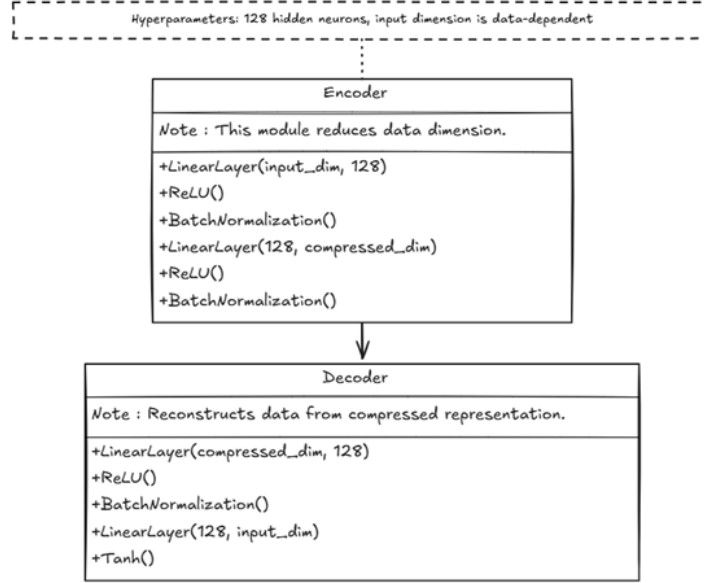 Hyperparameters: 128 hidden neurons, input dimension is data-dependent
Encoder
Note : This module reduces data dimension.
+LinearLayer(input_dim, 128)
+ReLU()
+BatchNormalization()
+LinearLayer(128, compressed_dim)
+ReLU()
+BatchNormalization()
Decoder
Note : Reconstructs data from compressed representation.
+LinearLayer(compressed_dim, 128)
+ReLU()
+BatchNormalization()
+LinearLayer(128, input_dim)
+Tanh()